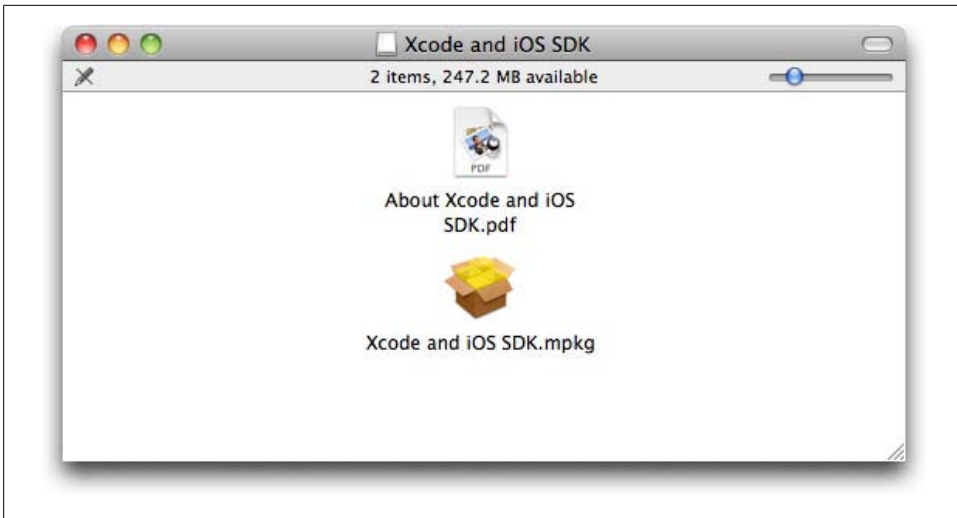 Xcode and iOS SDK
2 items, 247.2 MB available
PDF
About Xcode and iOS
SDK.pdf
Xcode and iOS SDK.mpkg